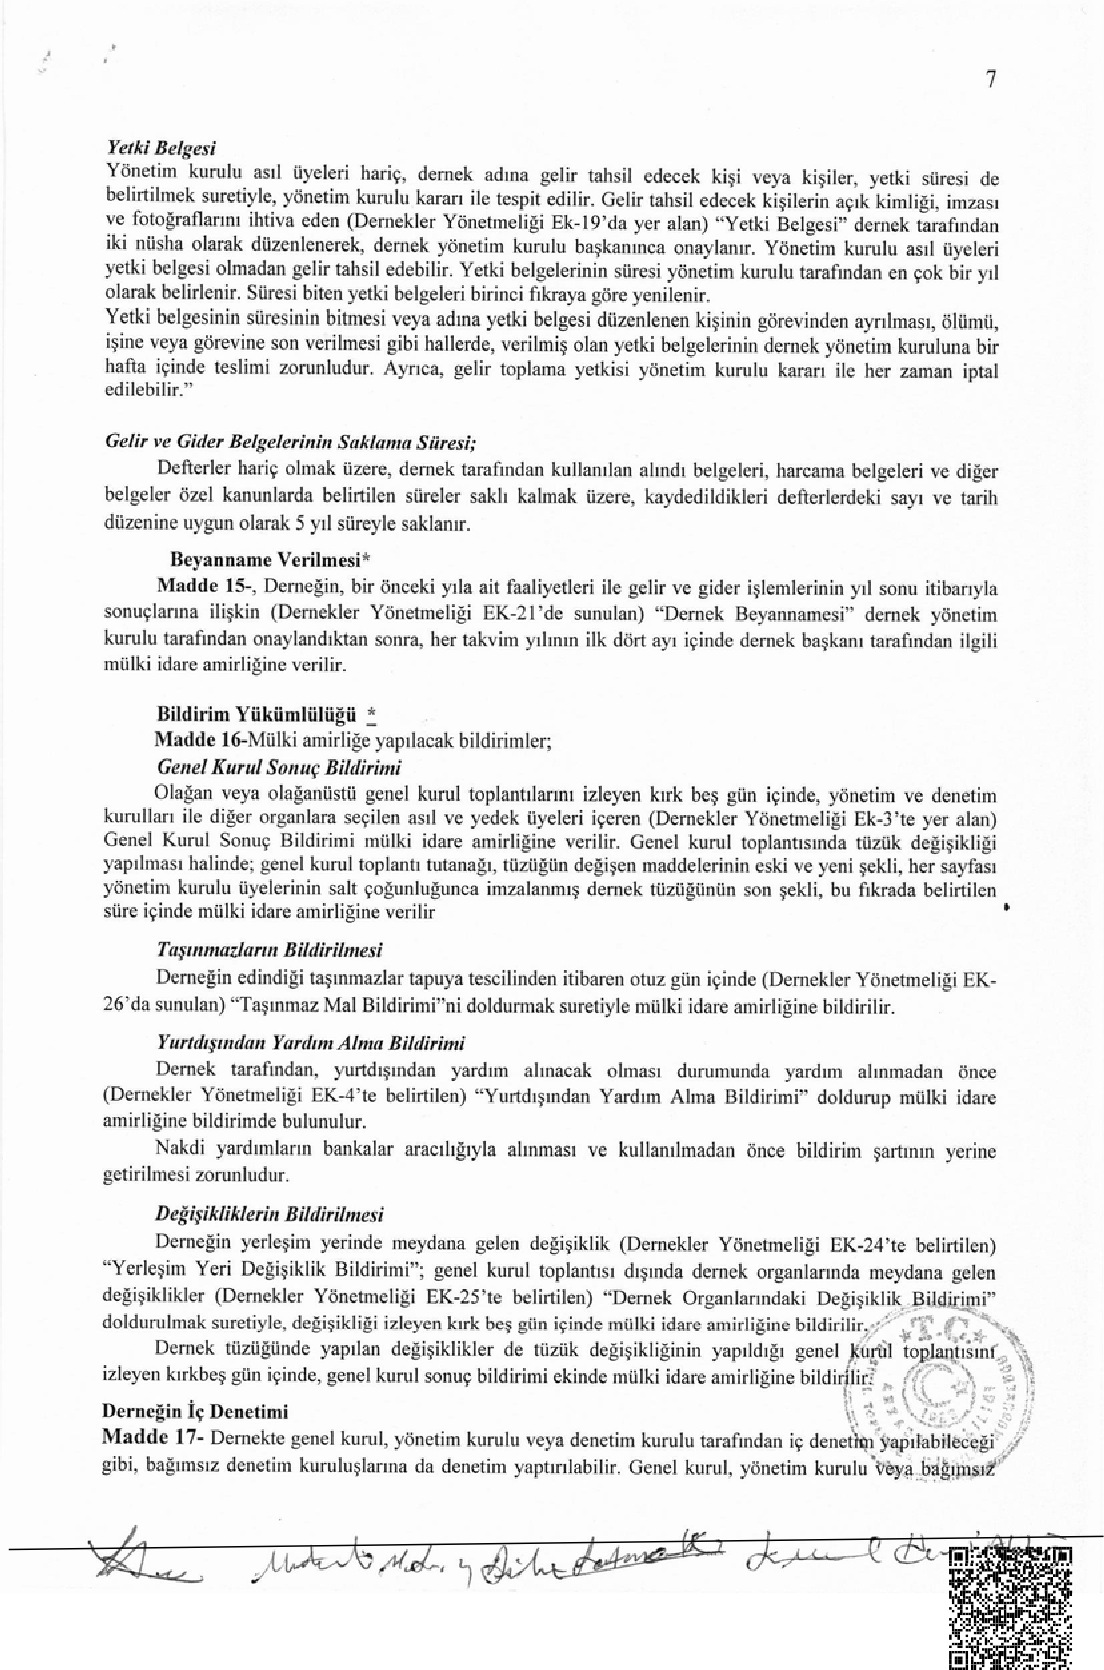 7
Yetki Belgesi
Yönetim kurulu asıl üyeleri hariç, dernek adına gelir tahsil edecek kişi veya kişiler, yetki süresi de
belirtilmek suretiyle, yönetim kurulu kararı ile tespit edilir. Gelir tahsil edecek kişilerin açık kimliği, imzası
ve fotoğraflarını ihtiva eden (Dernekler Yönetmeliği Ek-19’da yer alan) “Yetki Belgesi” dernek tarafından
iki nüsha olarak düzenlenerek, dernek yönetim kurulu başkanınca onaylanır. Yönetim kurulu asıl üyeleri
yetki belgesi olmadan gelir tahsil edebilir. Yetki belgelerinin süresi yönetim kurulu tarafından en çok bir yıl
olarak belirlenir. Süresi biten yetki belgeleri birinci fıkraya göre yenilenir.
Yetki belgesinin süresinin bitmesi veya adına yetki belgesi düzenlenen kişinin görevinden ayrılması, ölümü,
işine veya görevine son verilmesi gibi hallerde, verilmiş olan yetki belgelerinin dernek yönetim kuruluna bir
hafta içinde teslimi zorunludur. Ayrıca, gelir toplama yetkisi yönetim kurulu kararı ile her zaman iptal
edilebilir.”
Gelir ve Gider Belgelerinin Saklama Süresi;
Defterler hariç olmak üzere, dernek tarafından kullanılan alındı belgeleri, harcama belgeleri ve diğer
belgeler özel kanunlarda belirtilen süreler saklı kalmak üzere, kaydedildikleri defterlerdeki sayı ve tarih
düzenine uygun olarak 5 yıl süreyle saklanır.
Beyanname Verilmesi*
Madde 15-, Derneğin, bir önceki yıla ait faaliyetleri ile gelir ve gider işlemlerinin yıl sonu itibarıyla
sonuçlarına ilişkin (Dernekler Yönetmeliği EK-21’de sunulan) “Dernek Beyannamesi” dernek yönetim
kurulu tarafından onaylandıktan sonra, her takvim yılının ilk dört ayı içinde dernek başkanı tarafından ilgili
mülki idare amirliğine verilir.
Bildirim Yükümlülüğü *
Madde 16-Mülki amirliğe yapılacak bildirimler;
Genel Kurul Sonuç Bildirimi
Olağan veya olağanüstü genel kurul toplantılarını izleyen kırk beş gün içinde, yönetim ve denetim
kurulları ile diğer organlara seçilen asıl ve yedek üyeleri içeren (Dernekler Yönetmeliği Ek-3’te yer alan)
Genel Kurul Sonuç Bildirimi mülki idare amirliğine verilir. Genel kurul toplantısında tüzük değişikliği
yapılması halinde; genel kurul toplantı tutanağı, tüzüğün değişen maddelerinin eski ve yeni şekli, her sayfası
yönetim kurulu üyelerinin salt çoğunluğunca imzalanmış dernek tüzüğünün son şekli, bu fıkrada belirtilen
süre içinde mülki idare amirliğine verilir
Taşınmazların Bildirilmesi
Derneğin edindiği taşınmazlar tapuya tescilinden itibaren otuz gün içinde (Dernekler Yönetmeliği EK-
26’da sunulan) “Taşınmaz Mal Bildirimi”ni doldurmak suretiyle mülki idare amirliğine bildirilir.
Yurtdışından Yardım Alma Bildirimi
Dernek tarafından, yurtdışından yardım alınacak olması durumunda yardım alınmadan önce
(Dernekler Yönetmeliği EK-4’te belirtilen) “Yurtdışından Yardım Alma Bildirimi” doldurup mülki idare
amirliğine bildirimde bulunulur.
Nakdi yardımların bankalar aracılığıyla alınması ve kullanılmadan önce bildirim şartının yerine
getirilmesi zorunludur.
Değişikliklerin Bildirilmesi
Derneğin yerleşim yerinde meydana gelen değişiklik (Dernekler Yönetmeliği EK-24’te belirtilen)
“Yerleşim Yeri Değişiklik Bildirimi”; genel kurul toplantısı dışında dernek organlarında meydana gelen
değişiklikler (Dernekler Yönetmeliği EK-25’te belirtilen) “Dernek Organlarındaki Değişiklik Bildirimi”
doldurulmak suretiyle, değişikliği izleyen kırk beş gün içinde mülki idare amirliğine bildirilir.
Dernek tüzüğünde yapılan değişiklikler de tüzük değişikliğinin yapıldığı genel kurul toplantısını
izleyen kırkbeş gün içinde, genel kurul sonuç bildirimi ekinde mülki idare amirliğine bildirilir.
T.C.
Derneğin İç Denetimi
Madde 17- Dernekte genel kurul, yönetim kurulu veya denetim kurulu tarafından iç denetim yapılabileceği
gibi, bağımsız denetim kuruluşlarına da denetim yaptırılabilir. Genel kurul, yönetim kurulu veya bağımsız